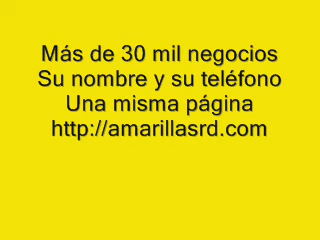 Más de 30 mil negocios
Su nombre y su teléfono
Una misma página
http://amarillasrd.com